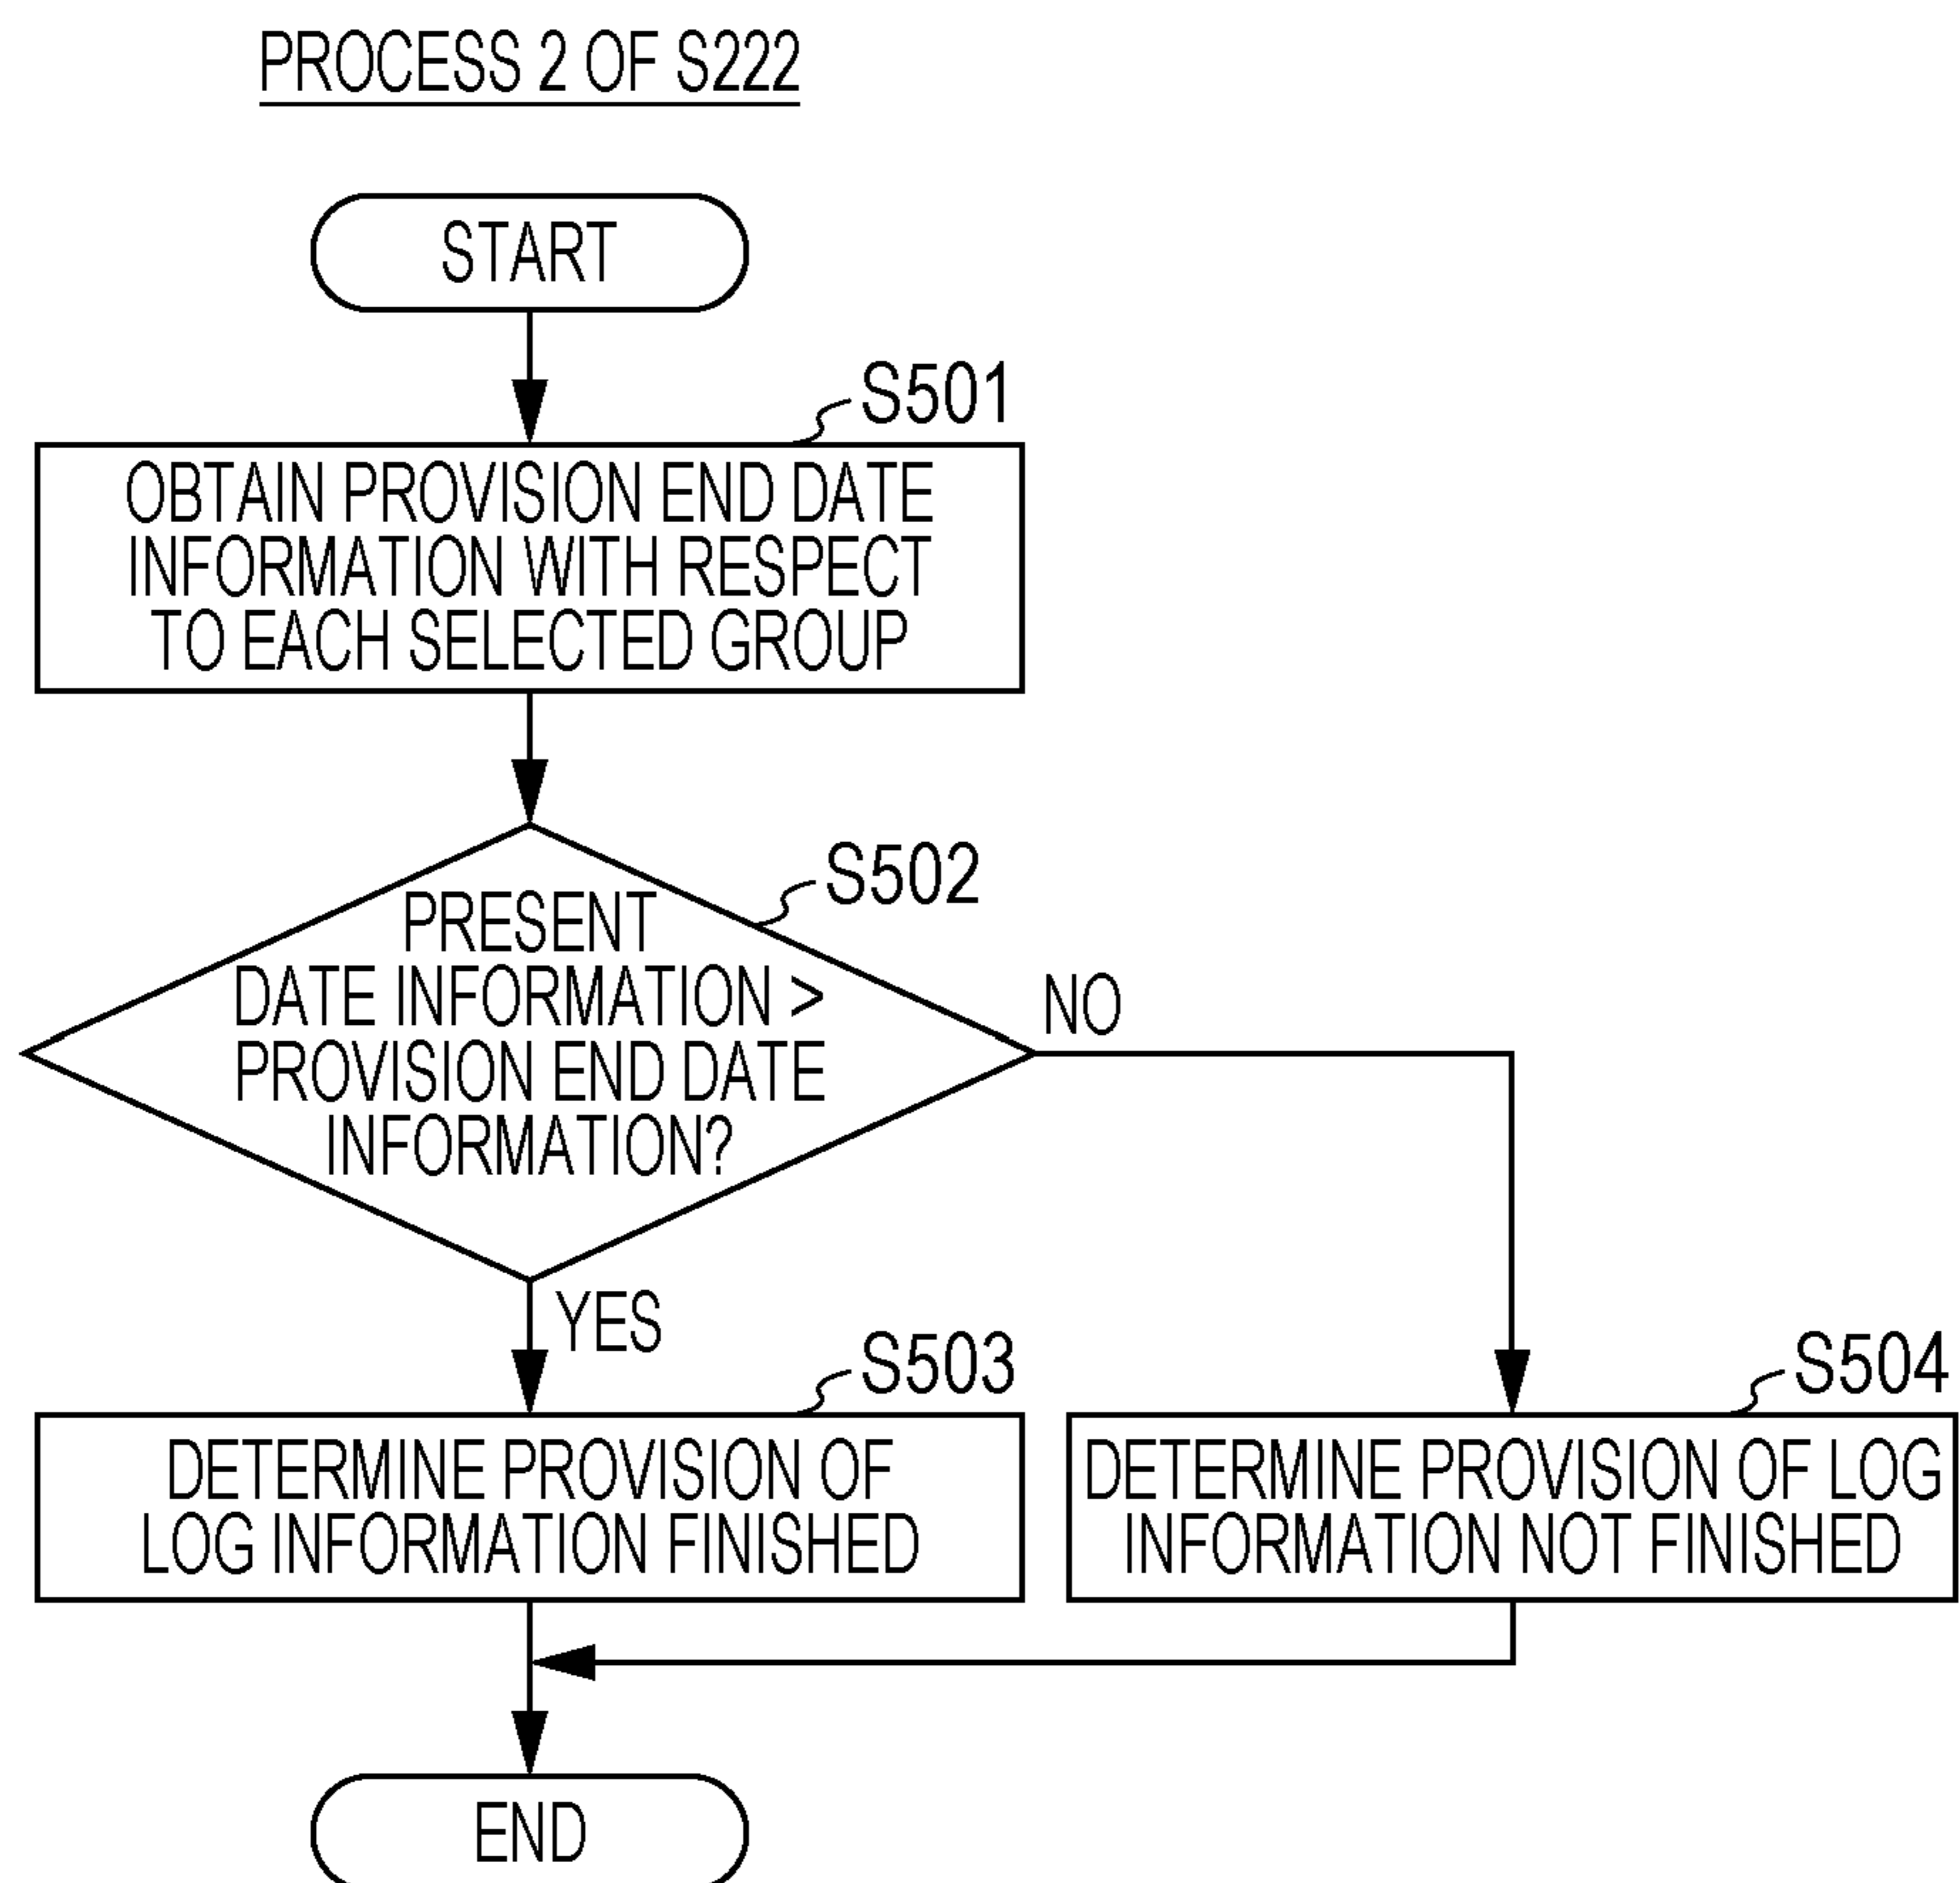 PROCESS 2 OF S222
START
S501
OBTAIN PROVISION END DATE
INFORMATION WITH RESPECT
TO EACH SELECTED GROUP
S502
PRESENT
DATE INFORMATION >
PROVISION END DATE
INFORMATION?
NO
YES
S503
DETERMINE PROVISION OF
LOG INFORMATION FINISHED
S504
DETERMINE PROVISION OF LOG
INFORMATION NOT FINISHED
END